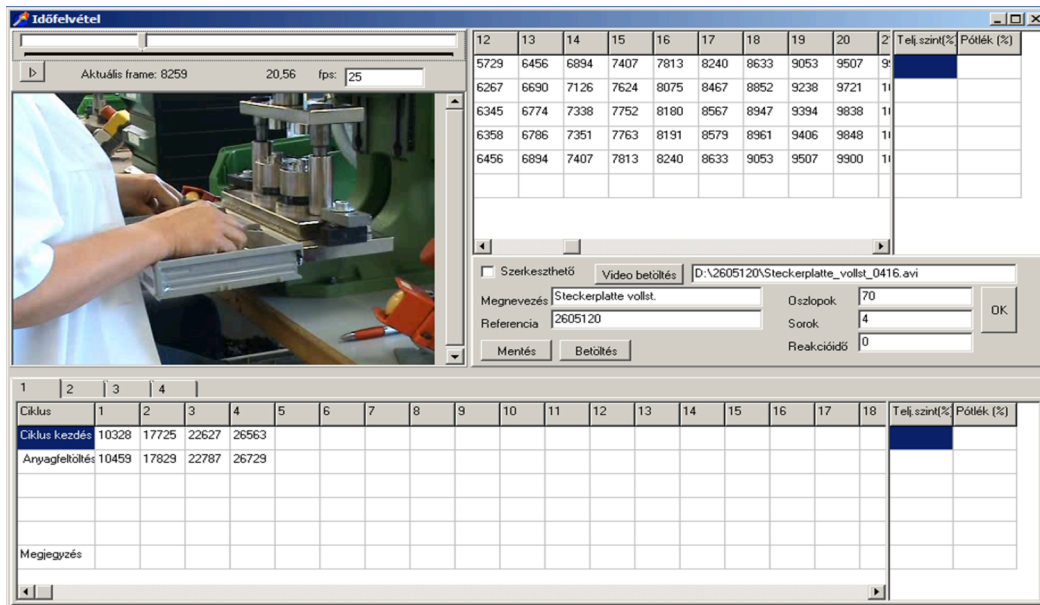 Időfelvétel
Aktuális frame: 8259 20,56 fps: 25
12 13 14 15 16 17 18 19 20 Telj.szint(% Pótlék (%)
5729 6456 6894 7407 7813 8240 8633 9053 9507
6267 6690 7126 7624 8075 8467 8852 9238 9721
6345 6774 7338 7752 8180 8567 8947 9394 9838
6358 6786 7351 7763 8191 8579 8961 9406 9848
6456 6894 7407 7813 8240 8633 9053 9507 9900
Szerkeszthető Video betöltés D:\2605120\Steckerplatte_vollst_0416.avi
Megnevezés Steckerplatte vollst. Oszlopok 70 OK
Referencia 2605120 Sorok 4
Mentés Betöltés Reakcióidő 0
1 2 3 4
Ciklus 1 2 3 4 5 6 7 8 9 10 11 12 13 14 15 16 17 18 Telj.szint(% Pótlék (%)
Ciklus kezdés 10328 17725 22627 26563
Anyagfeltöltés 10459 17829 22787 26729
Megjegyzés